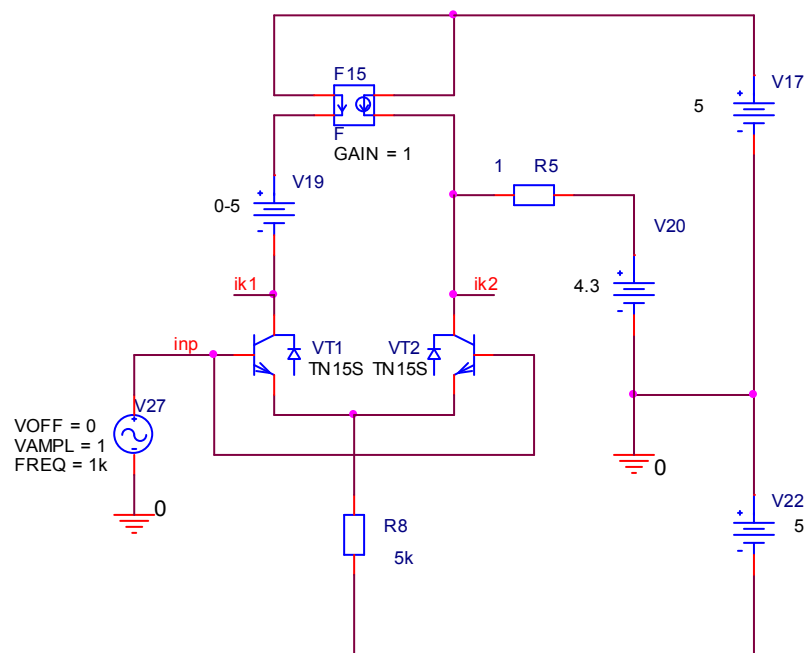 F15
V17
5
F
GAIN = 1
1 R5
V19
0-5
V20
4.3
ik1
ik2
inp
VT1 VT2
TN15S TN15S
V27
VOFF = 0
VAMPL = 1
FREQ = 1k
0
0
V22
5
R8
5k